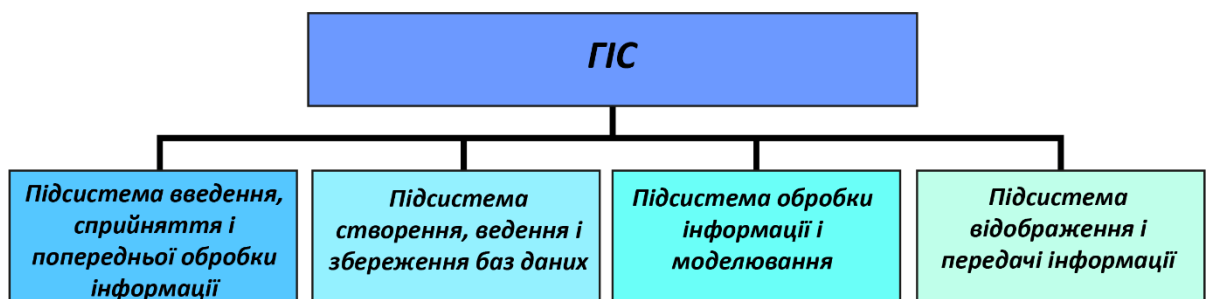 ГІС
Підсистема введення,
сприйняття і
попередньої обробки
інформації
Підсистема
створення, ведення і
збереження баз даних
Підсистема обробки
інформації і
моделювання
Підсистема
відображення і
передачі інформації